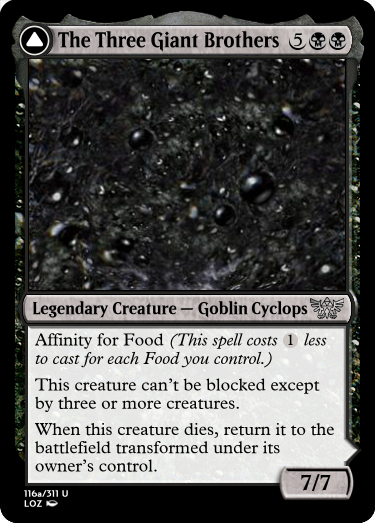 The Three Giant Brothers 5
Legendary Creature — Goblin Cyclops
Affinity for Food (This spell costs 1 less
to cast for each Food you control.)
This creature can't be blocked except
by three or more creatures.
When this creature dies, return it to the
battlefield transformed under its
owner's control.
7/7
116a/311 U
LOZ